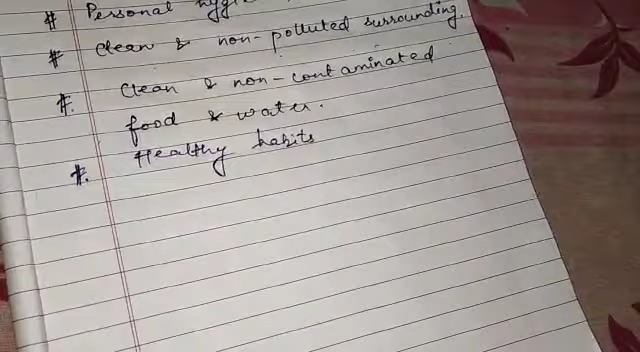 # Personal
# Clean & non-polluted surrounding.
#. Clean & non-contaminated
food & water.
#. Healthy habits